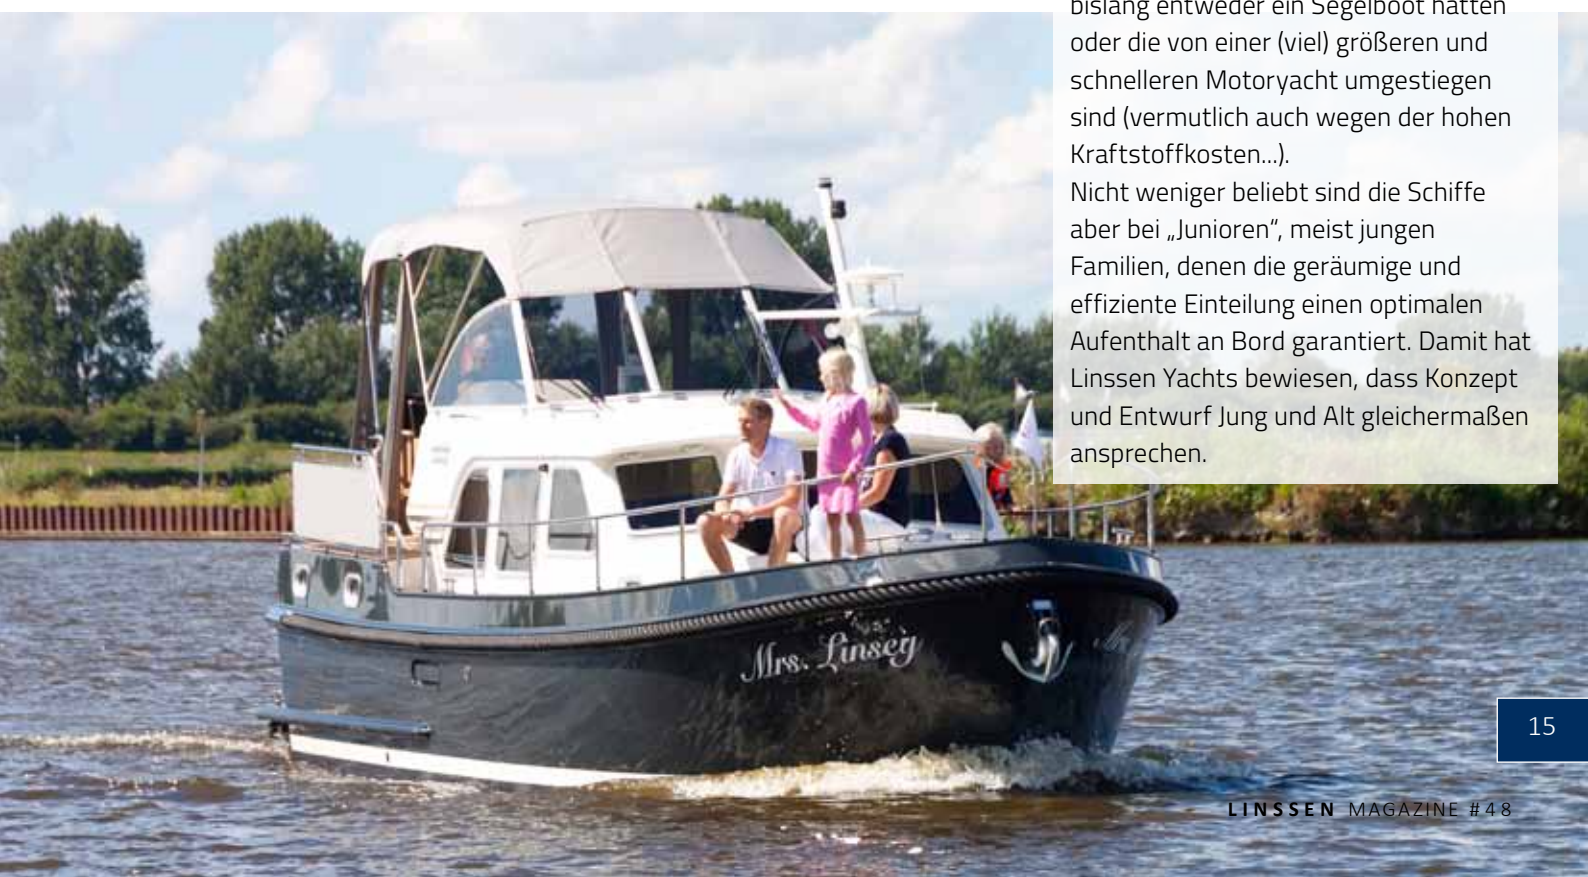 bislang entweder ein Segelboot hatten
oder die von einer (viel) größeren und
schnelleren Motoryacht umgestiegen
sind (vermutlich auch wegen der hohen
Kraftstoffkosten...).
Nicht weniger beliebt sind die Schiffe
aber bei „Junioren“, meist jungen
Familien, denen die geräumige und
effiziente Einteilung einen optimalen
Aufenthalt an Bord garantiert. Damit hat
Linssen Yachts bewiesen, dass Konzept
und Entwurf Jung und Alt gleichermaßen
ansprechen.
Mrs. Linsey
15
LINSSEN MAGAZINE #48